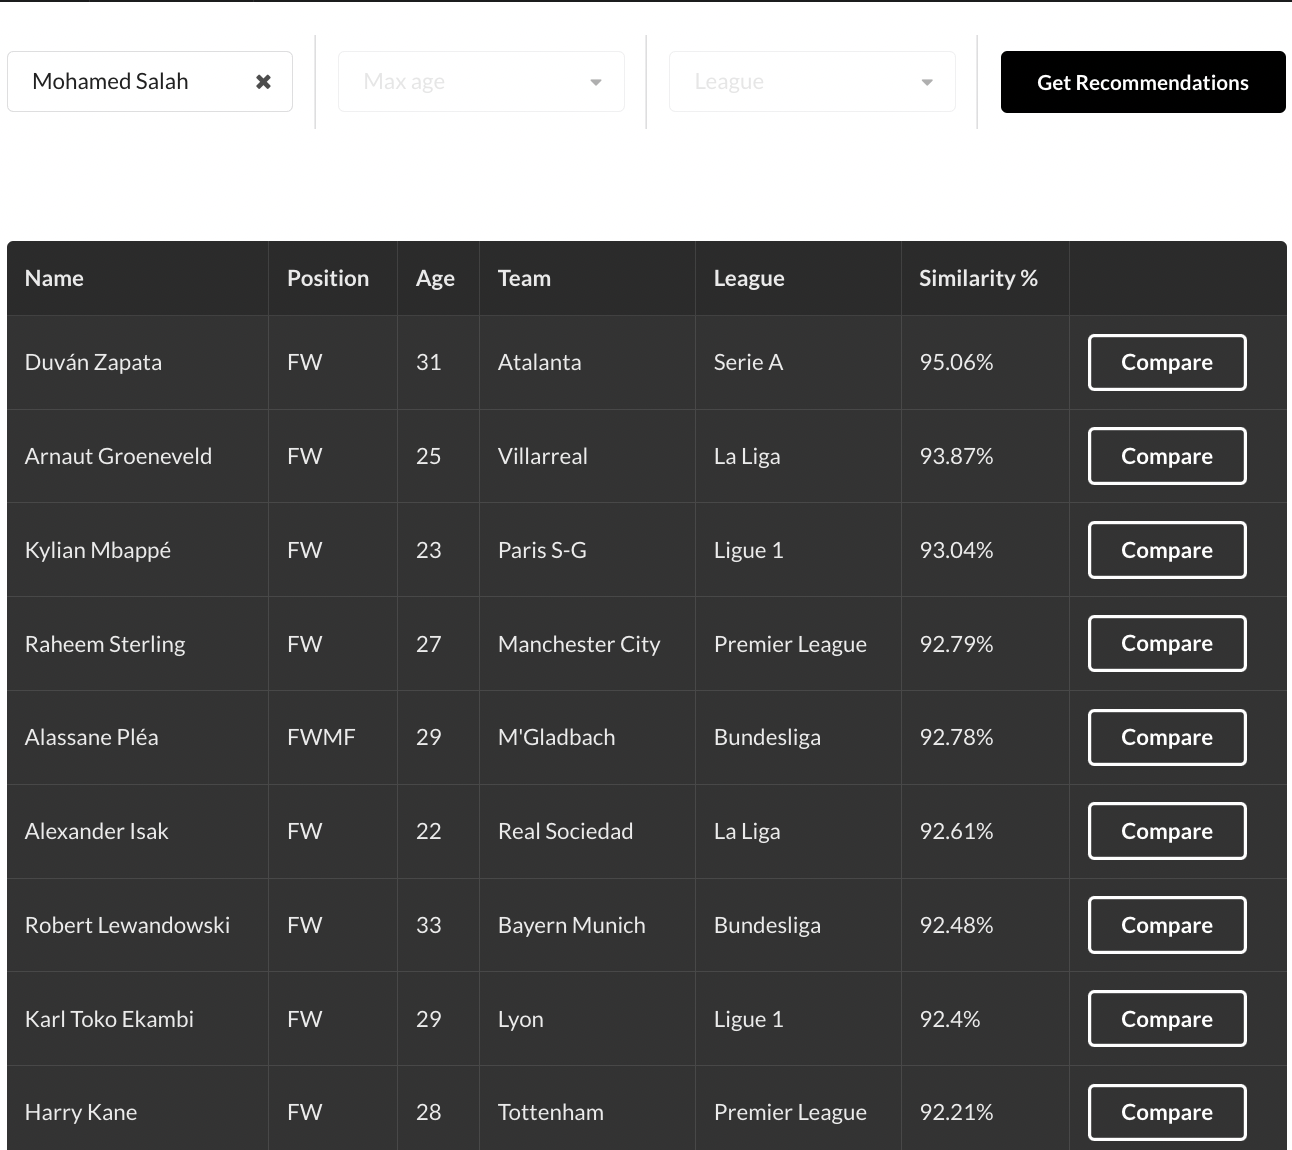 Mohamed Salah ✖ Max age League Get Recommendations
Name Position Age Team League Similarity %
Duván Zapata FW 31 Atalanta Serie A 95.06% Compare
Arnaut Groeneveld FW 25 Villarreal La Liga 93.87% Compare
Kylian Mbappé FW 23 Paris S-G Ligue 1 93.04% Compare
Raheem Sterling FW 27 Manchester City Premier League 92.79% Compare
Alassane Pléa FWMF 29 M'Gladbach Bundesliga 92.78% Compare
Alexander Isak FW 22 Real Sociedad La Liga 92.61% Compare
Robert Lewandowski FW 33 Bayern Munich Bundesliga 92.48% Compare
Karl Toko Ekambi FW 29 Lyon Ligue 1 92.4% Compare
Harry Kane FW 28 Tottenham Premier League 92.21% Compare